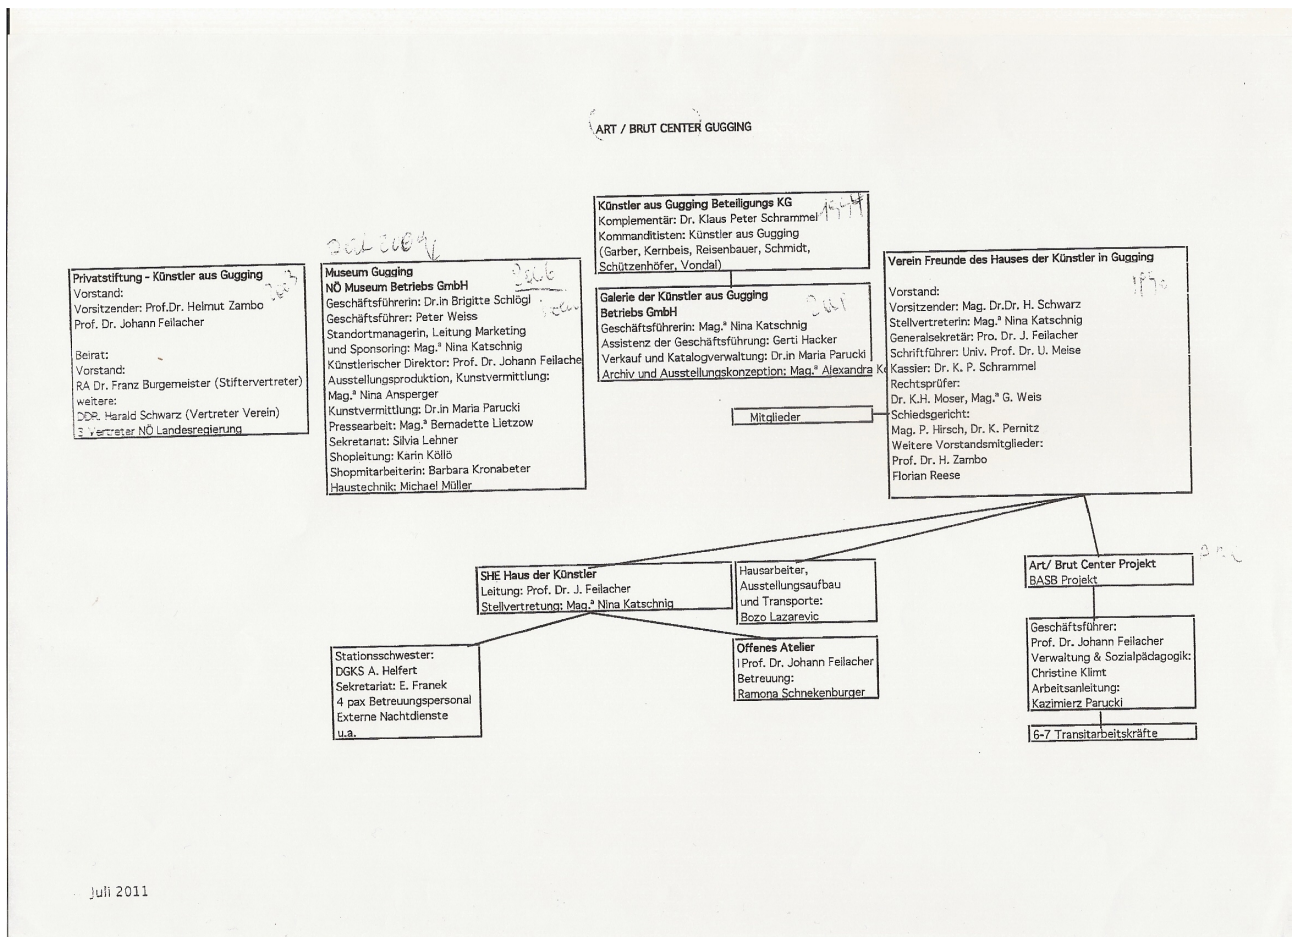 ART / BRUT CENTER GUGGING
Privatstiftung - Künstler aus Gugging
Vorstand:
Vorsitzender: Prof.Dr. Helmut Zambo
Prof. Dr. Johann Feilacher
Beirat:
Vorstand:
RA Dr. Franz Burgemeister (Stiftervertreter)
weitere:
DDR. Harald Schwarz (Vertreter Verein)
3 Vertreter NÖ Landesregierung
Museum Gugging
NÖ Museum Betriebs GmbH
Geschäftsführerin: Dr.in Brigitte Schlögl
Geschäftsführer: Peter Weiss
Standortmanagerin, Leitung Marketing
und Sponsoring: Mag.ª Nina Katschnig
Künstlerischer Direktor: Prof. Dr. Johann Feilache
Ausstellungsproduktion, Kunstvermittlung:
Mag.ª Nina Ansperger
Kunstvermittlung: Dr.in Maria Parucki
Pressearbeit: Mag.ª Bernadette Lietzow
Sekretariat: Silvia Lehner
Shopleitung: Karin Köllö
Shopmitarbeiterin: Barbara Kronabeter
Haustechnik: Michael Müller
Künstler aus Gugging Beteiligungs KG
Komplementär: Dr. Klaus Peter Schrammel
Kommanditisten: Künstler aus Gugging
(Garber, Kernbeis, Reisenbauer, Schmidt,
Schützenhöfer, Vondal)
Galerie der Künstler aus Gugging
Betriebs GmbH
Geschäftsführerin: Mag.ª Nina Katschnig
Assistenz der Geschäftsführung: Gerti Hacker
Verkauf und Katalogverwaltung: Dr.in Maria Parucki
Archiv und Ausstellungskonzeption: Mag.ª Alexandra
Mitglieder
Verein Freunde des Hauses der Künstler in Gugging
1970
Vorstand:
Vorsitzender: Mag. Dr.Dr. H. Schwarz
Stellvertreterin: Mag.ª Nina Katschnig
Generalsekretär: Pro. Dr. J. Feilacher
Schriftführer: Univ. Prof. Dr. U. Meise
Kassier: Dr. K. P. Schrammel
Rechtsprüfer:
Dr. K.H. Moser, Mag.ª G. Weis
Schiedsgericht:
Mag. P. Hirsch, Dr. K. Pernitz
Weitere Vorstandsmitglieder:
Prof. Dr. H. Zambo
Florian Reese
SHE Haus der Künstler
Leitung: Prof. Dr. J. Feilacher
Stellvertretung: Mag.ª Nina Katschnig
Hausarbeiter,
Ausstellungsaufbau
und Transporte:
Bozo Lazarevic
Art/ Brut Center Projekt
BASB Projekt
Stationsschwester:
DGKS A. Helfert
Sekretariat: E. Franek
4 pax Betreuungspersonal
Externe Nachtdienste
u.a.
Offenes Atelier
Prof. Dr. Johann Feilacher
Betreuung:
Ramona Schnekenburger
Geschäftsführer:
Prof. Dr. Johann Feilacher
Verwaltung & Sozialpädagogik:
Christine Klimt
Arbeitsanleitung:
Kazimierz Parucki
6-7 Transitarbeitskräfte
Juli 2011